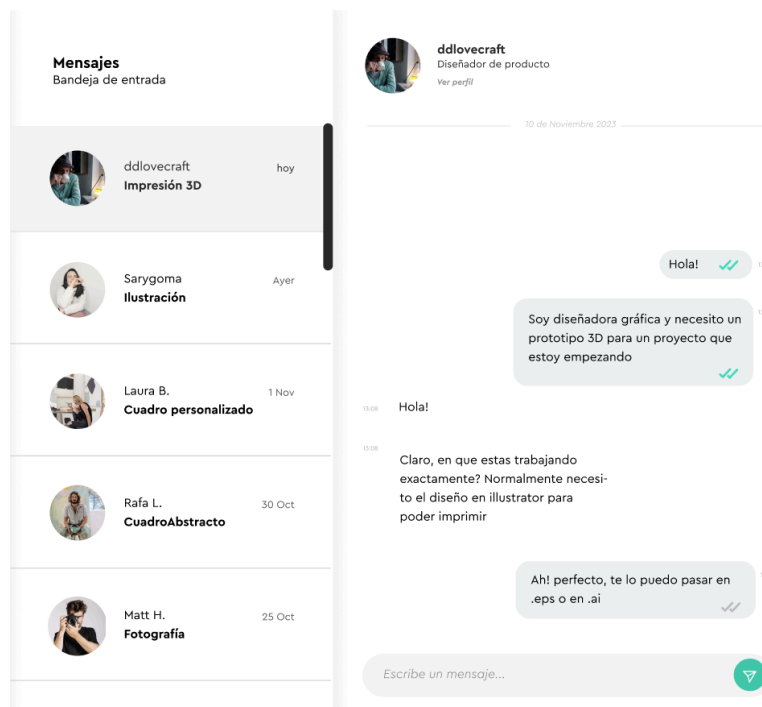 Mensajes
Bandeja de entrada
ddlovecraft
hoy
Impresión 3D
Sarygoma
Ayer
Ilustración
Laura B.
1 Nov
Cuadro personalizado
Rafa L.
30 Oct
CuadroAbstracto
Matt H.
25 Oct
Fotografía
ddlovecraft
Diseñador de producto
Ver perfil
10 de Noviembre 2023
Hola!
Soy diseñadora gráfica y necesito un
prototipo 3D para un proyecto que
estoy empezando
13:08
Hola!
13:08
Claro, en que estas trabajando
exactamente? Normalmente necesi-
to el diseño en illustrator para
poder imprimir
Ah! perfecto, te lo puedo pasar en
.eps o en .ai
Escribe un mensaje...